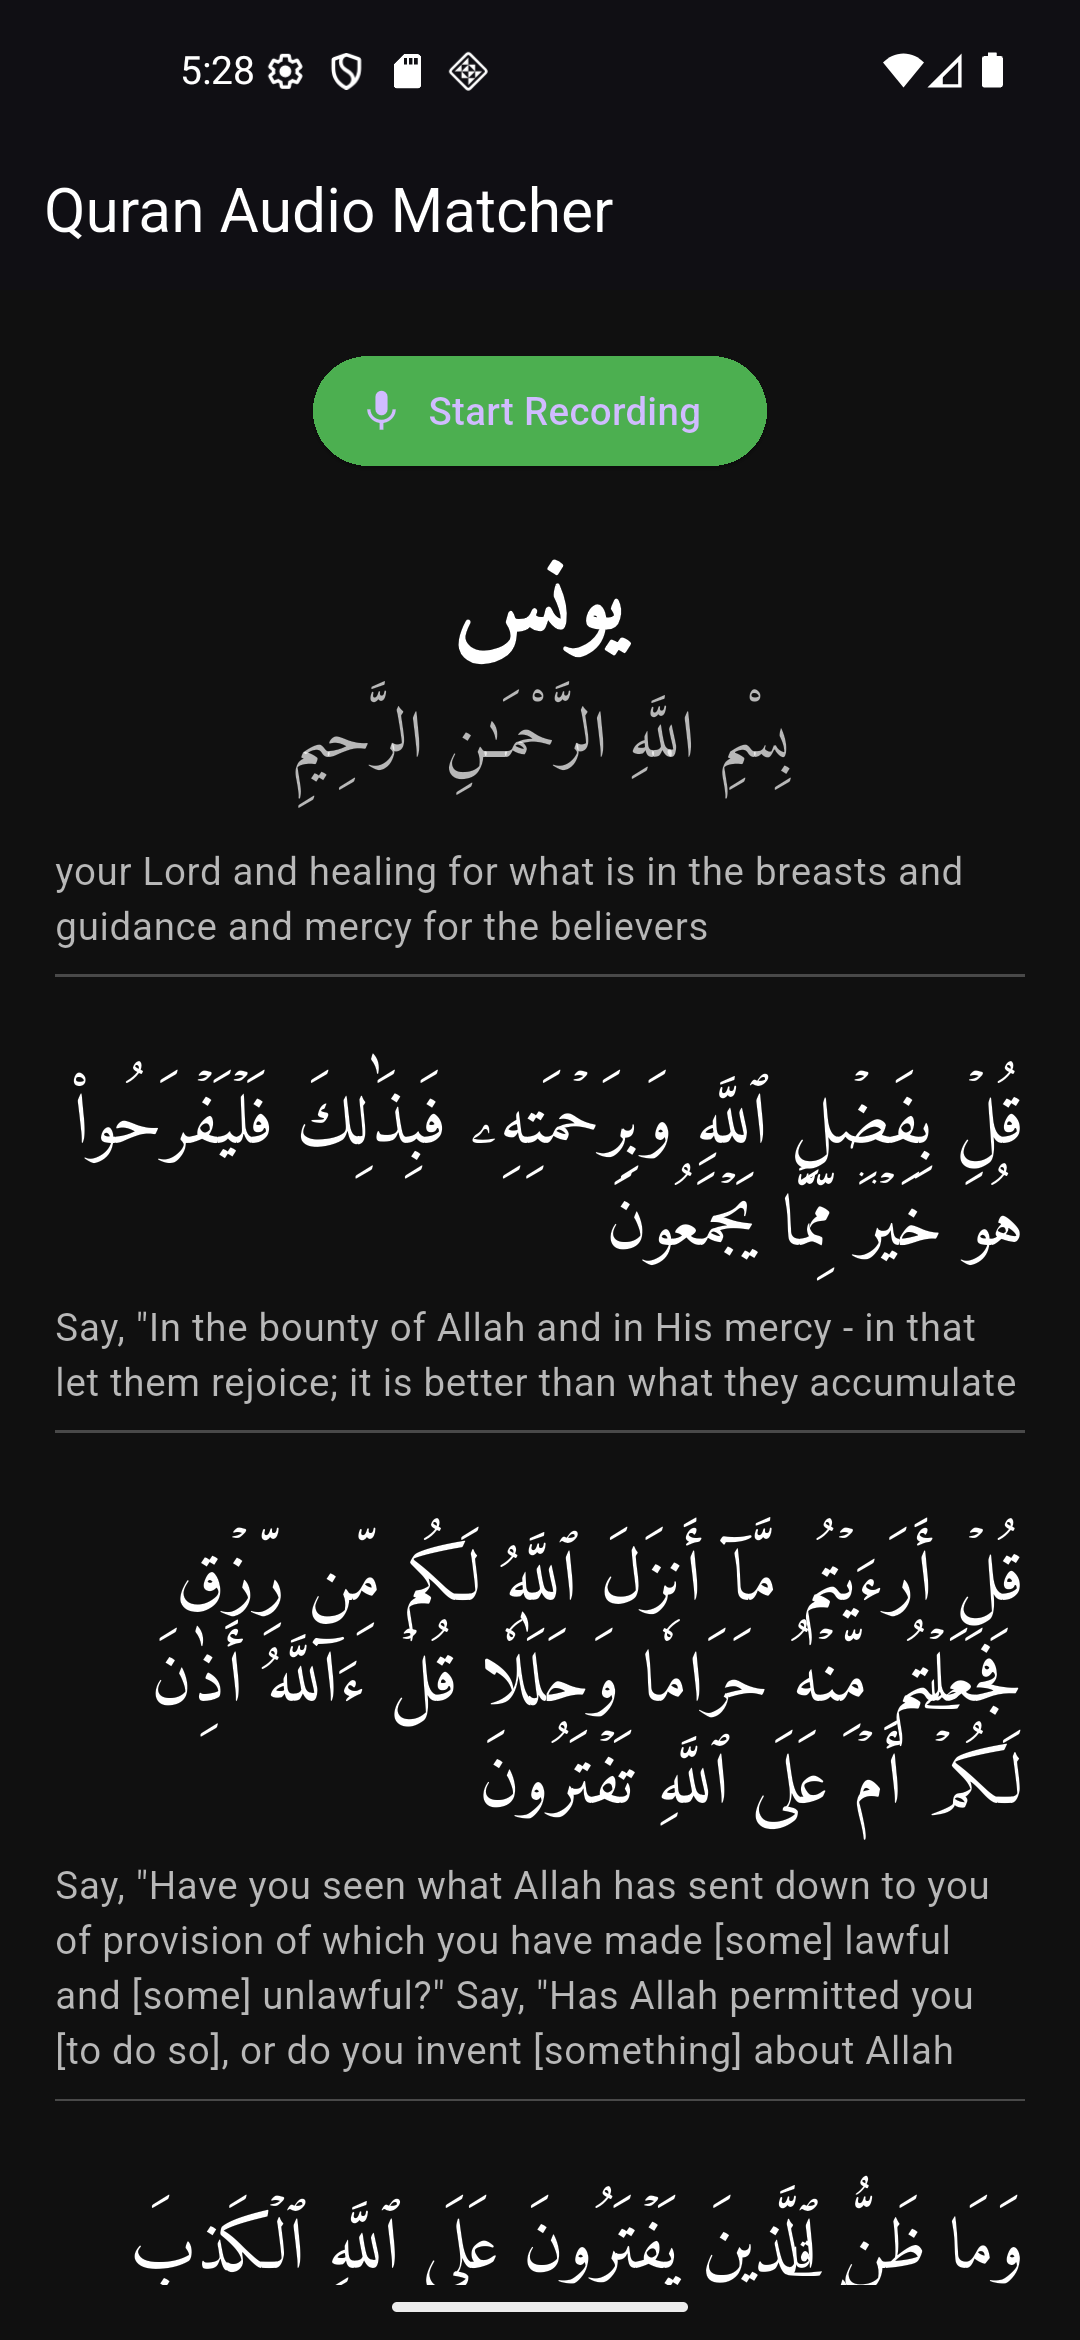 5:28
Quran Audio Matcher
Start Recording
يونس
بِسْمِ اللَّهِ الرَّحْمَـٰنِ الرَّحِيمِ
your Lord and healing for what is in the breasts and
guidance and mercy for the believers
قُلۡ بِفَضۡلِ ٱللَّهِ وَبِرَحۡمَتِهِۦ فَبِذَٰلِكَ فَلۡيَفۡرَحُواْ
هُوَ خَيۡرٞ مِّمَّا يَجۡمَعُونَ
Say, "In the bounty of Allah and in His mercy - in that
let them rejoice; it is better than what they accumulate
قُلۡ أَرَءَيۡتُم مَّآ أَنزَلَ ٱللَّهُ لَكُم مِّن رِّزۡقٖ
فَجَعَلۡتُم مِّنۡهُ حَرَامٗا وَحَلَٰلٗا قُلۡ ءَآللَّهُ أَذِنَ
لَكُمۡۖ أَمۡ عَلَى ٱللَّهِ تَفۡتَرُونَ
Say, "Have you seen what Allah has sent down to you
of provision of which you have made [some] lawful
and [some] unlawful?" Say, "Has Allah permitted you
[to do so], or do you invent [something] about Allah
وَمَا ظَنُّ ٱلَّذِينَ يَفۡتَرُونَ عَلَى ٱللَّهِ ٱلۡكَذِبَ